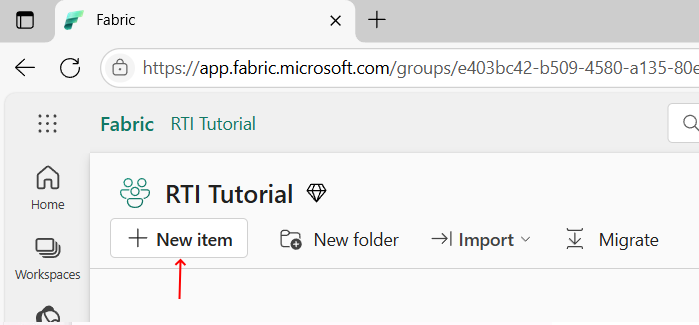 Fabric
https://app.fabric.microsoft.com/groups/e403bc42-b509-4580-a135-80e
Fabric RTI Tutorial
RTI Tutorial
Home
New item New folder Import Migrate
Workspaces